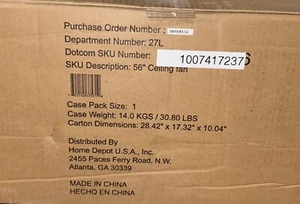 Purchase Order Number :
Department Number: 27L
Dotcom SKU Number: 1007417237
SKU Description: 56" Ceiling fan
Case Pack Size: 1
Case Weight: 14.0 KGS / 30.80 LBS
Carton Dimensions: 28.42" x 17.32" x 10.04"
Distributed By
Home Depot U.S.A., Inc.
2455 Paces Ferry Road, N.W.
Atlanta, GA 30339
MADE IN CHINA
HECHO EN CHINA